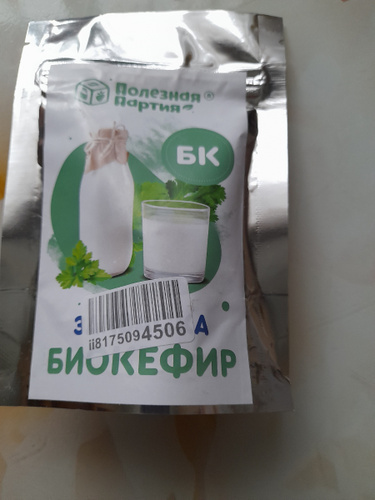 Полезная
Партия®
БК
З А
ii8175094506
БИОКЕФИР